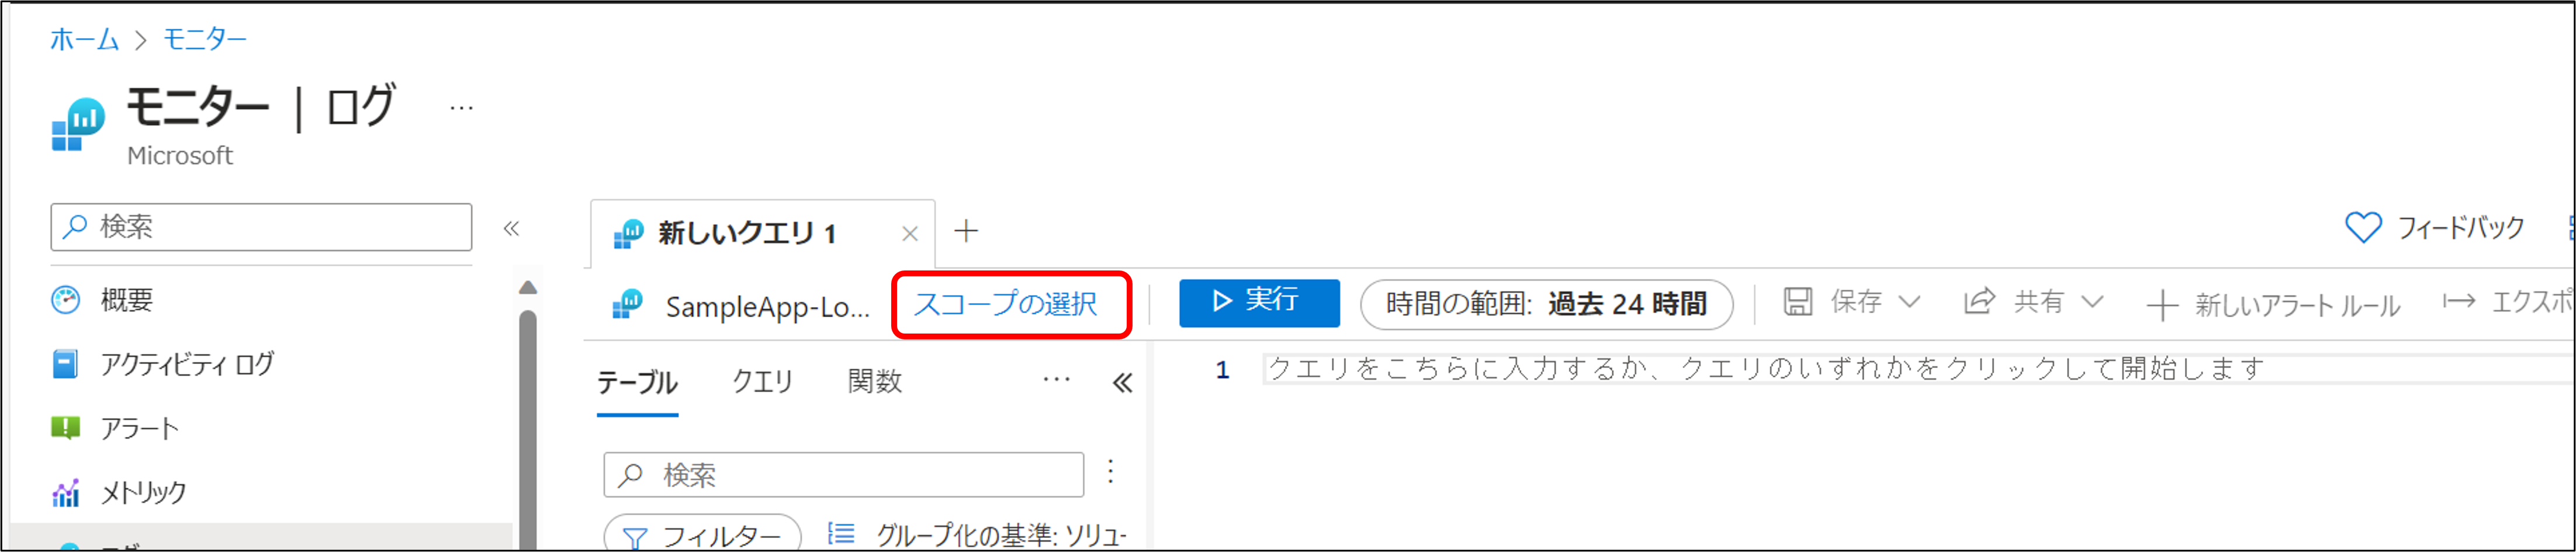 ホーム > モニター
モニター | ログ ...
Microsoft
検索 «
概要
アクティビティ ログ
アラート
メトリック
ログ
新しいクエリ 1 × +
フィードバック
SampleApp-Lo... スコープの選択 実行 時間の範囲: 過去 24 時間 保存 共有 新しいアラート ルール エクスポ
テーブル クエリ 関数 ... «
検索
フィルター グループ化の基準: ソリュ-
1 クエリをこちらに入力するか、クエリのいずれかをクリックして開始します